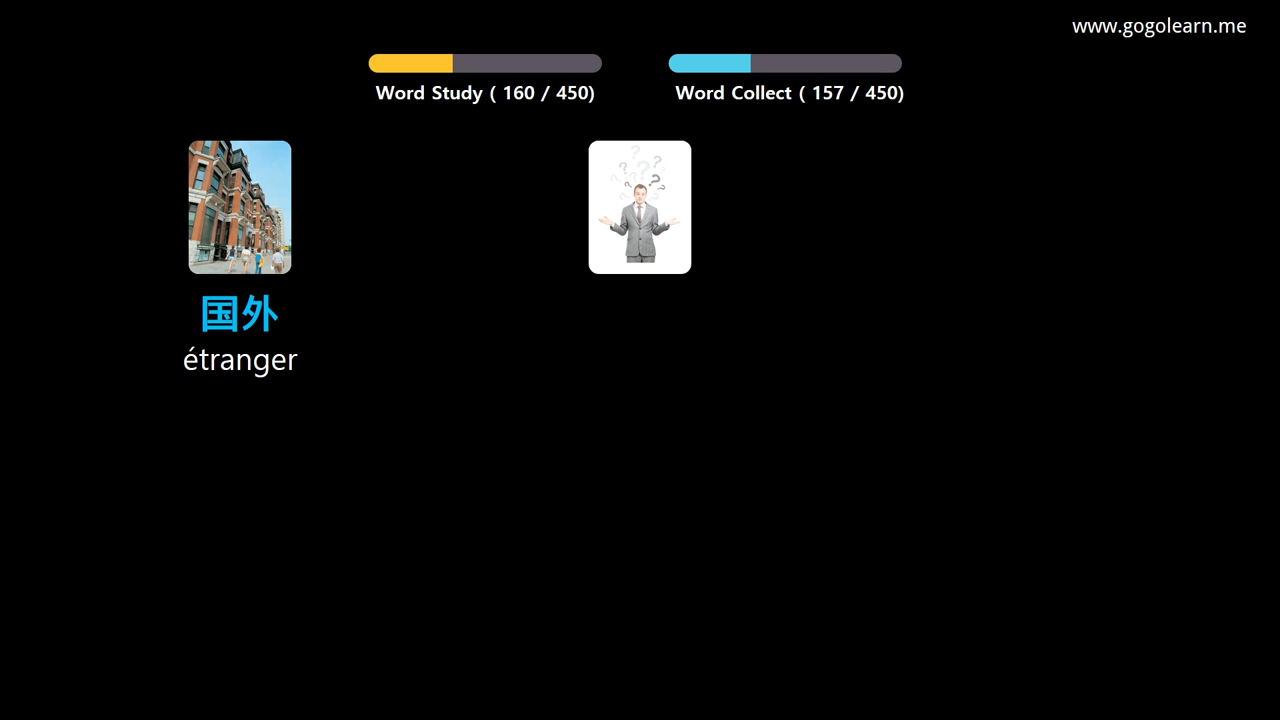 www.gogolearn.me
Word Study ( 160 / 450)
Word Collect ( 157 / 450)
国外
étranger